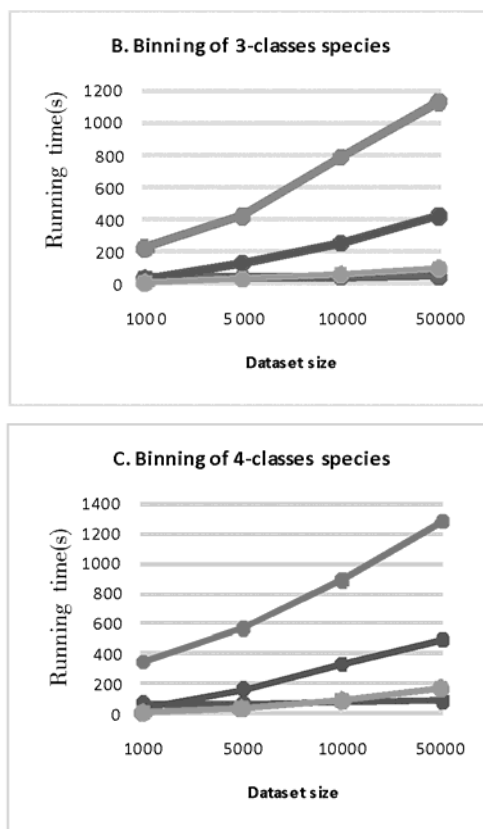 B. Binning of 3-classes species
1200
1000
800
600
400
200
0
Running time(s)
1000 5000 10000 50000
Dataset size
C. Binning of 4-classes species
1400
1200
1000
800
600
400
200
0
Running time(s)
1000 5000 10000 50000
Dataset size